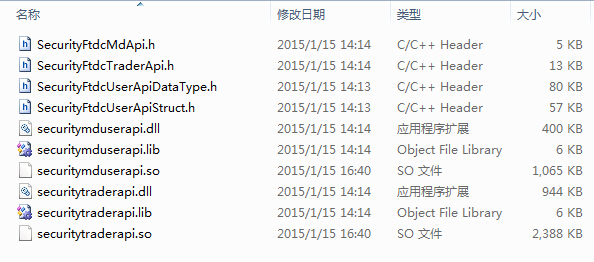 名称 修改日期 类型 大小
SecurityFtdcMdApi.h 2015/1/15 14:14 C/C++ Header 5 KB
SecurityFtdcTraderApi.h 2015/1/15 14:14 C/C++ Header 13 KB
SecurityFtdcUserApiDataType.h 2015/1/15 14:13 C/C++ Header 80 KB
SecurityFtdcUserApiStruct.h 2015/1/15 14:13 C/C++ Header 57 KB
securitymduserapi.dll 2015/1/15 14:14 应用程序扩展 400 KB
securitymduserapi.lib 2015/1/15 14:14 Object File Library 6 KB
securitymduserapi.so 2015/1/15 16:40 SO 文件 1,065 KB
securitytraderapi.dll 2015/1/15 14:14 应用程序扩展 944 KB
securitytraderapi.lib 2015/1/15 14:14 Object File Library 6 KB
securitytraderapi.so 2015/1/15 16:40 SO 文件 2,388 KB